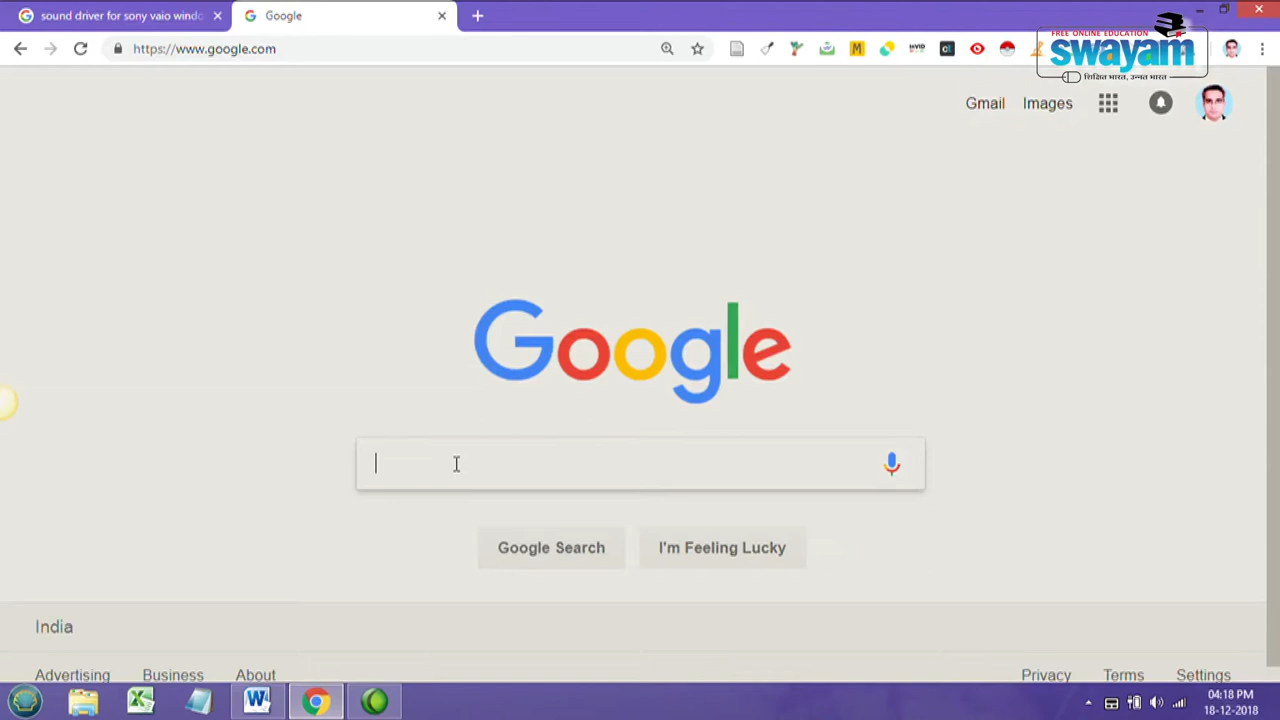 sound driver for sony vaio windo
Google
https://www.google.com
FREE ONLINE EDUCATION
swayam
शिक्षित भारत, उन्नत भारत
Gmail Images
Google
Google Search I'm Feeling Lucky
India
Advertising Business About Privacy Terms Settings
04:18 PM
18-12-2018